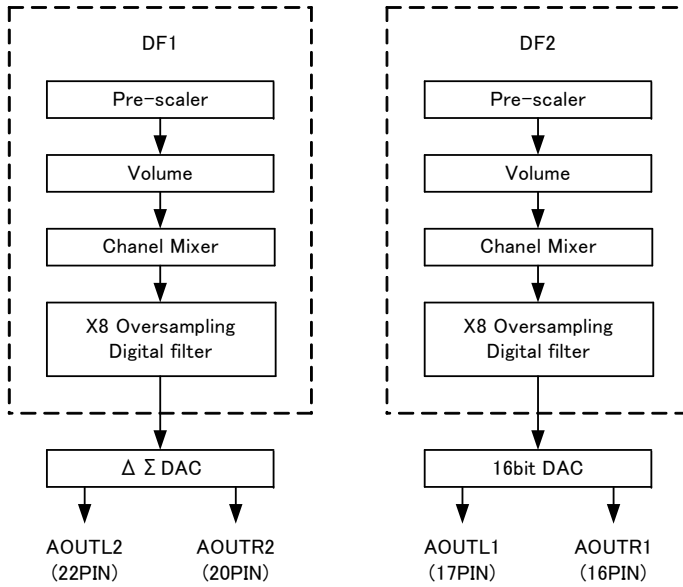 DF1
Pre-scaler
Volume
Chanel Mixer
X8 Oversampling
Digital filter
Δ Σ DAC
AOUTL2
(22PIN)
AOUTR2
(20PIN)
DF2
Pre-scaler
Volume
Chanel Mixer
X8 Oversampling
Digital filter
16bit DAC
AOUTL1
(17PIN)
AOUTR1
(16PIN)